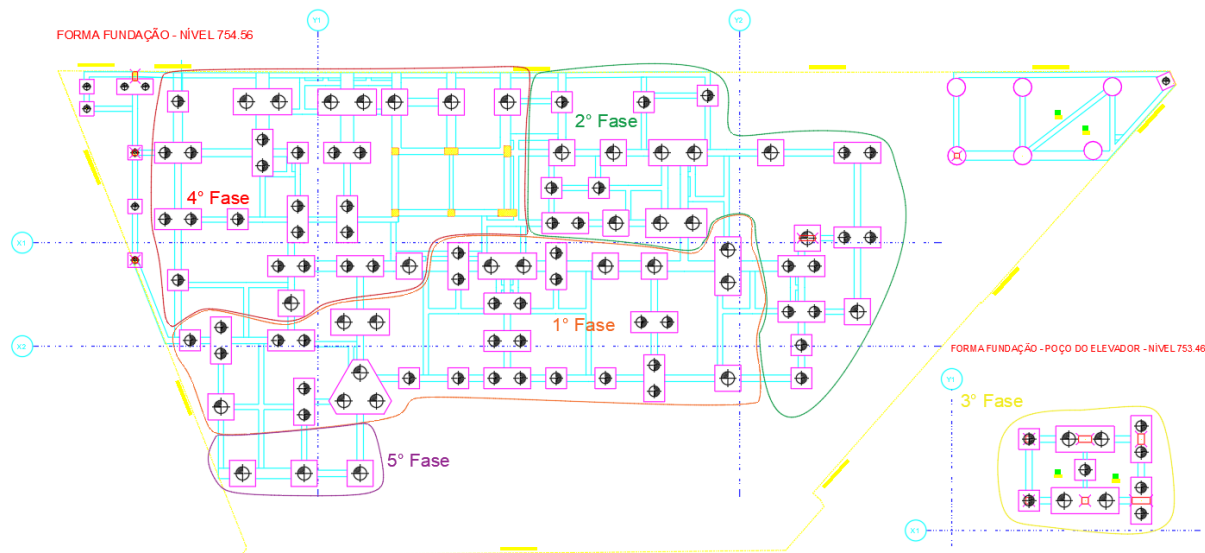 Y1
Y2
FORMA FUNDAÇÃO - NÍVEL 754.56
2° Fase
4° Fase
X1
1° Fase
X2
FORMA FUNDAÇÃO - POÇO DO ELEVADOR - NÍVEL 753.46
Y1
3° Fase
5° Fase
X1